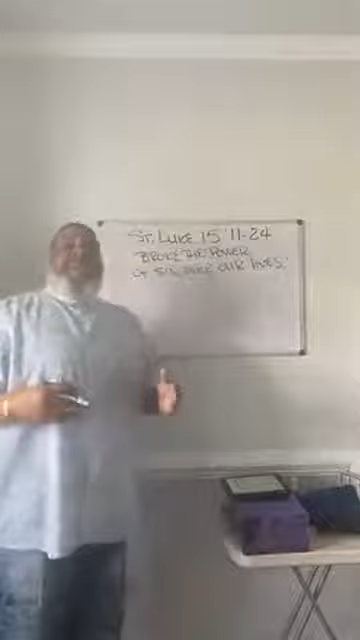 ST. LUKE 15 '11-24
BROKE THE POWER
OF SIN OVER OUR LIVES.'